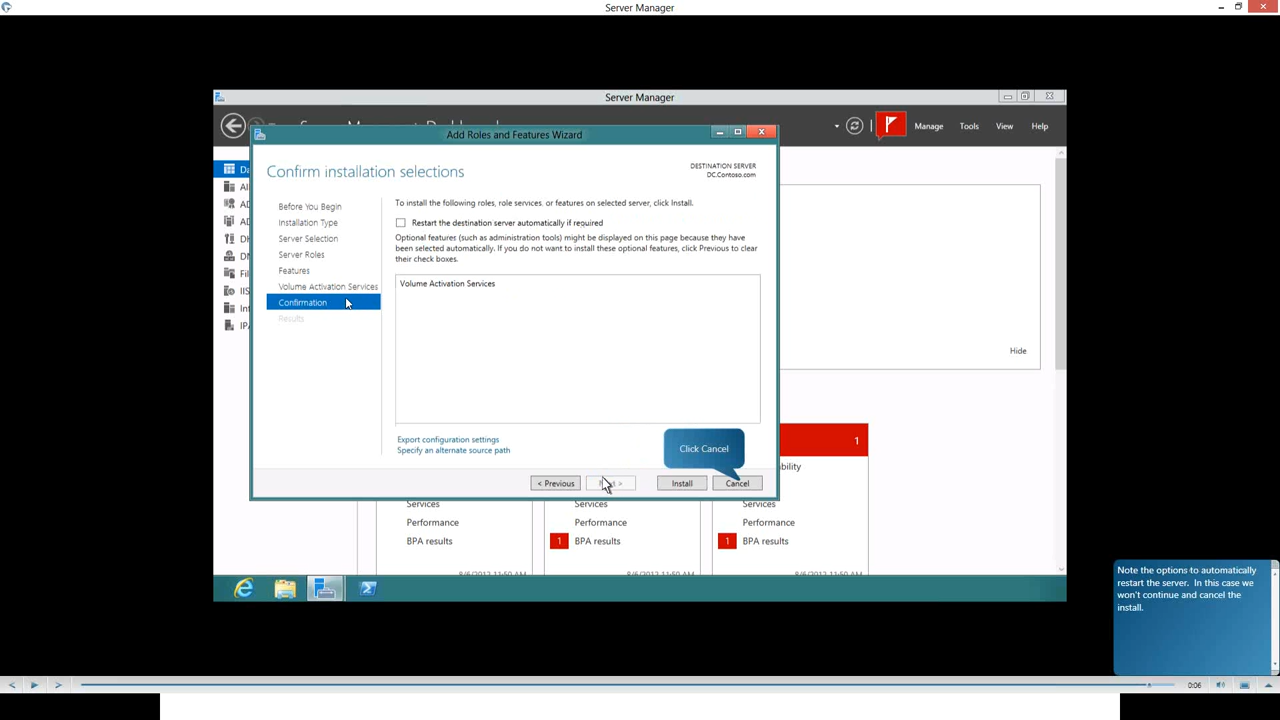 Server Manager
Server Manager
Manage Tools View Help
Add Roles and Features Wizard
Confirm installation selections
DESTINATION SERVER
DC.Contoso.com
Before You Begin
Installation Type
Server Selection
Server Roles
Features
Volume Activation Services
Confirmation
Results
To install the following roles, role services, or features on selected server, click Install.
Restart the destination server automatically if required
Optional features (such as administration tools) might be displayed on this page because they have
been selected automatically. If you do not want to install these optional features, click Previous to clear
their check boxes.
Volume Activation Services
Export configuration settings
Specify an alternate source path
Click Cancel
< Previous
Install
Cancel
Hide
1
Services
Performance
BPA results
Services
Performance
1 BPA results
Services
Performance
1 BPA results
Note the options to automatically
restart the server. In this case we
won't continue and cancel the
install.
0:06